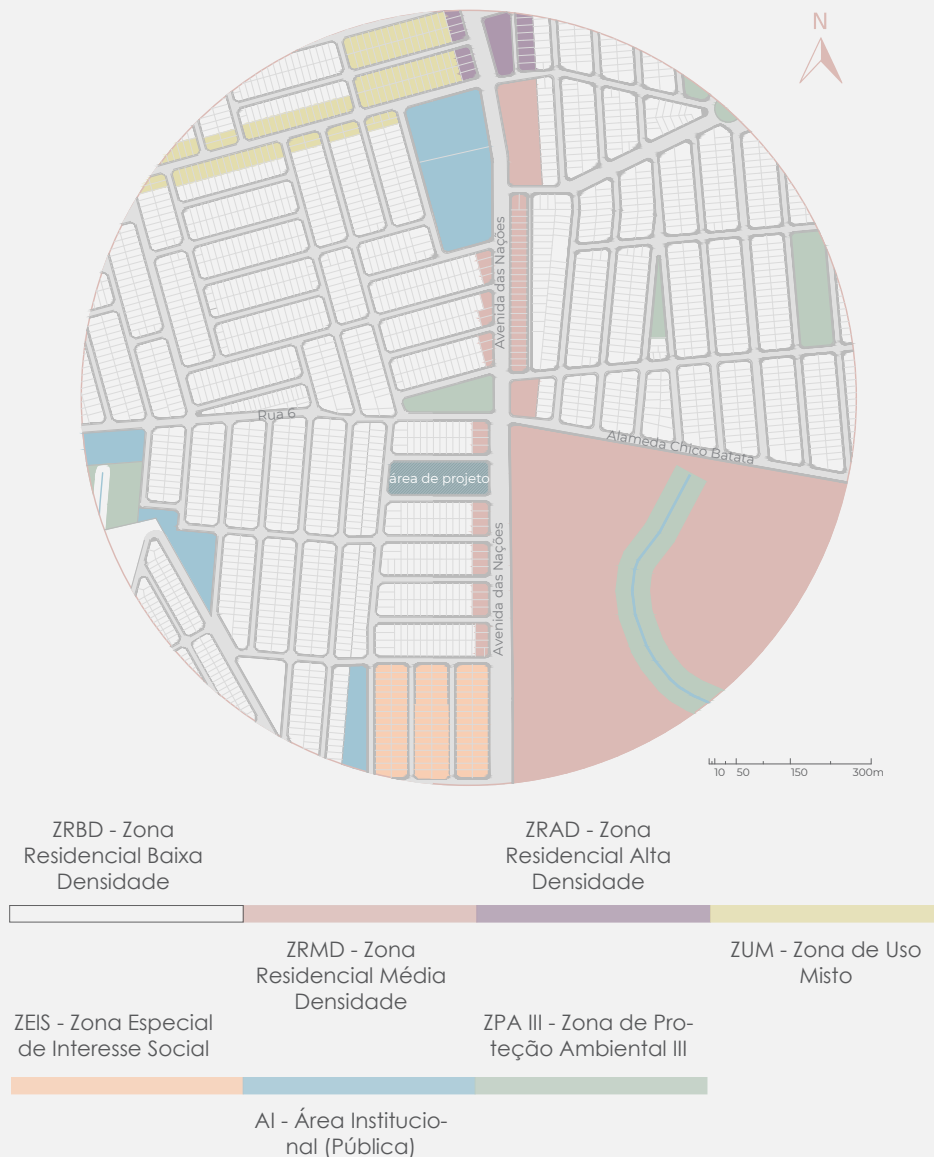 N
Avenida das Nações
Rua 6
Alameda Chico Batata
área de projeto
Avenida das Nações
10 50 150 300m
ZRBD - Zona
Residencial Baixa
Densidade
ZRAD - Zona
Residencial Alta
Densidade
ZRMD - Zona
Residencial Média
Densidade
ZUM - Zona de Uso
Misto
ZEIS - Zona Especial
de Interesse Social
ZPA III - Zona de Pro-
teção Ambiental III
AI - Área Institucio-
nal (Pública)